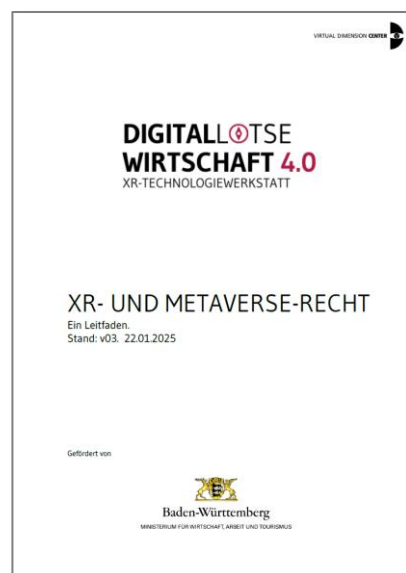 VIRTUAL DIMENSION CENTER
DIGITALLOTSE
WIRTSCHAFT 4.0
XR-TECHNOLOGIEWERKSTATT
XR- UND METAVERSE-RECHT
Ein Leitfaden.
Stand: v03. 22.01.2025
Gefördert von
Baden-Württemberg
MINISTERIUM FÜR WIRTSCHAFT, ARBEIT UND TOURISMUS